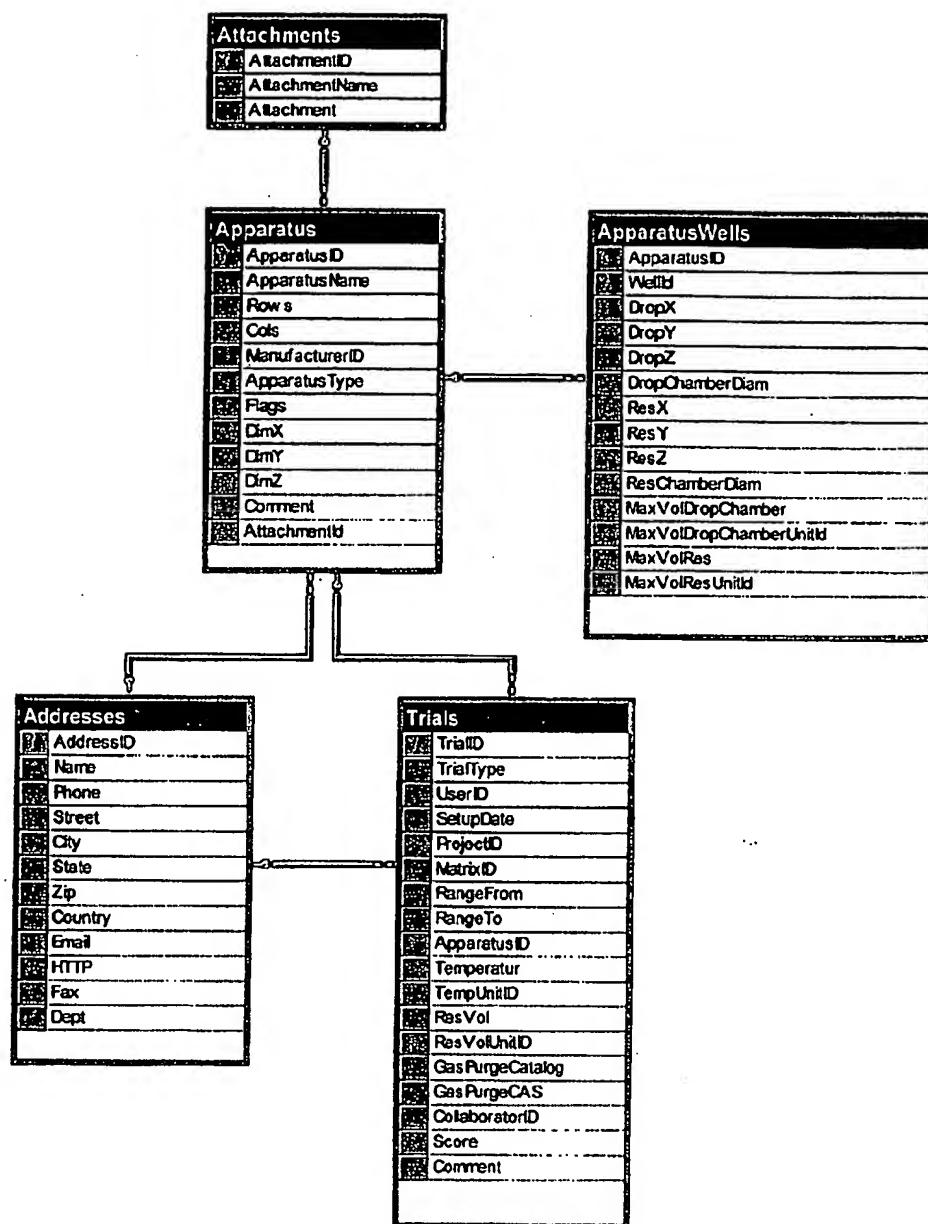 Attachments
AttachmentID
AttachmentName
Attachment
Apparatus
ApparatusID
ApparatusName
Rows
Cols
ManufacturerID
ApparatusType
Flags
DimX
DimY
DimZ
Comment
AttachmentId
ApparatusWells
ApparatusID
WellId
DropX
DropY
DropZ
DropChamberDiam
ResX
ResY
ResZ
ResChamberDiam
MaxVolDropChamber
MaxVolDropChamberUnitId
MaxVolRes
MaxVolResUnitId
Addresses
AddressID
Name
Phone
Street
City
State
Zip
Country
Email
HTTP
Fax
Dept
Trials
TrialID
TrialType
UserID
SetupDate
ProjectID
MatrixID
RangeFrom
RangeTo
ApparatusID
Temperatur
TempUnitID
ResVol
ResVolUnitID
GasPurgeCatalog
GasPurgeCAS
CollaboratorID
Score
Comment